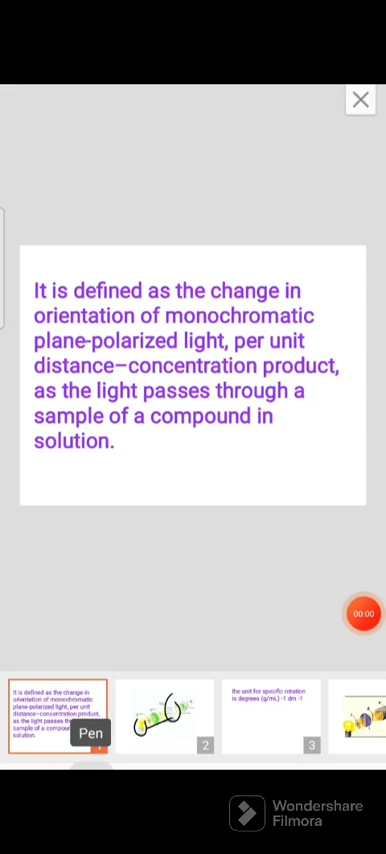 It is defined as the change in
orientation of monochromatic
plane-polarized light, per unit
distance–concentration product,
as the light passes through a
sample of a compound in
solution.
00:00
It is defined as the change in
orientation of monochromatic
plane-polarized light, per unit
distance–concentration product,
as the light passes
sample of a
solution.
Pen
1
2
the unit for specific rotation
is degrees (g/mL) -1 dm -1
3
Wondershare
Filmora